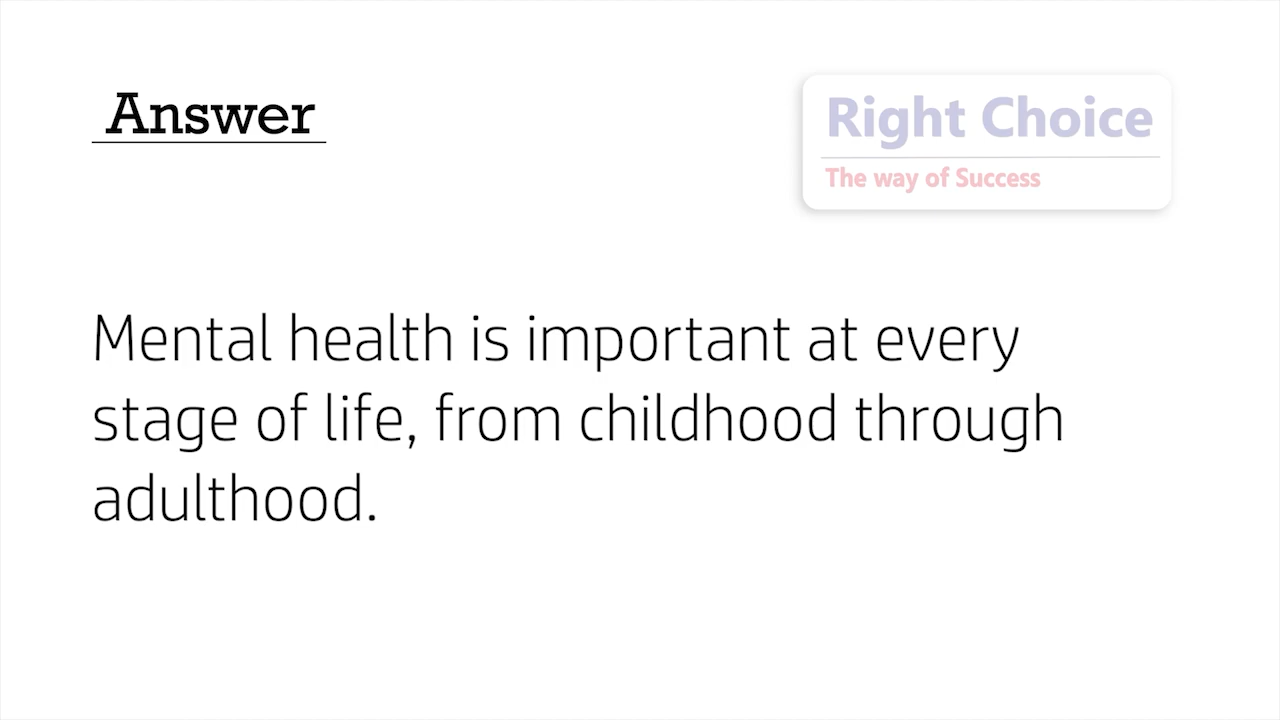 Answer
Right Choice
The way of Success
Mental health is important at every
stage of life, from childhood through
adulthood.